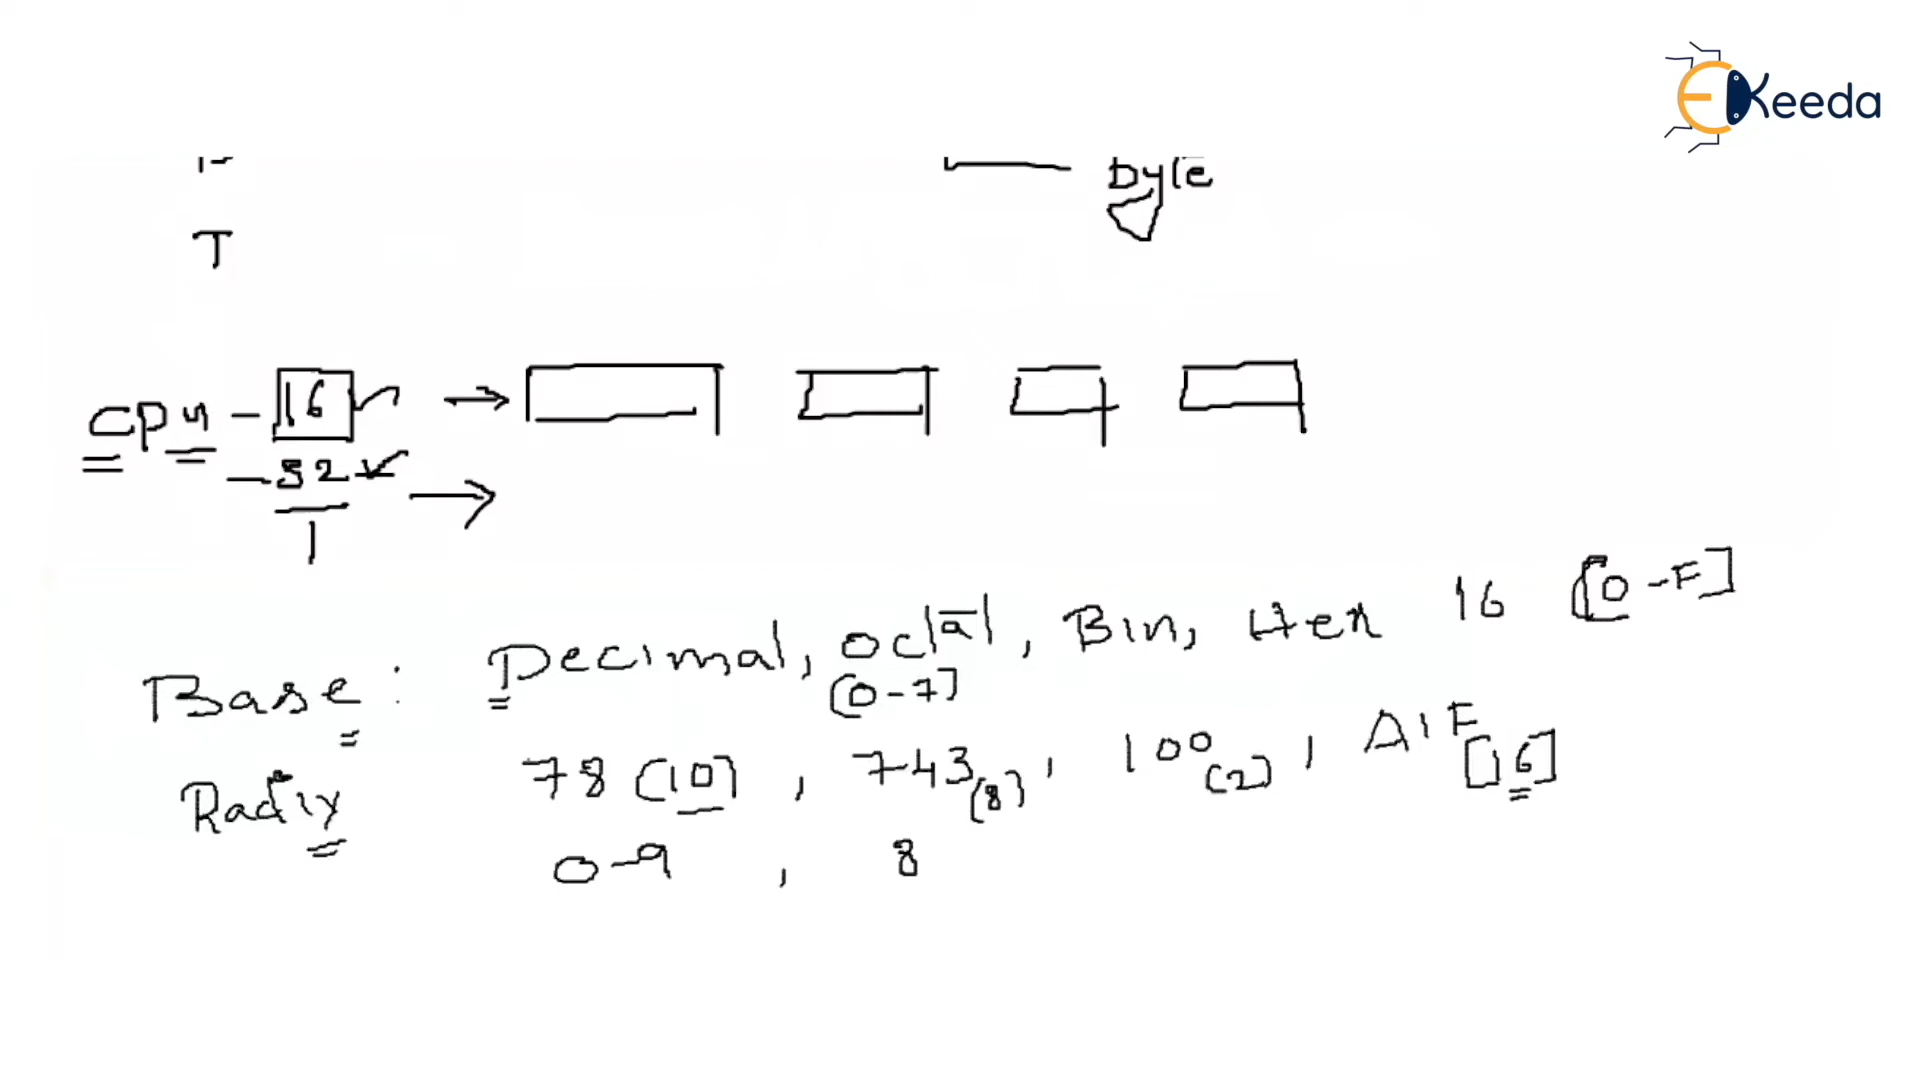 EKeeda
Byte
T
CPU - 16
- 32
Base : Decimal, octal, Bin, Hex 16 [0-F]
(0-7]
Radix 78 (10), 743(8), 100(2), A1F[16]
0-9, 8